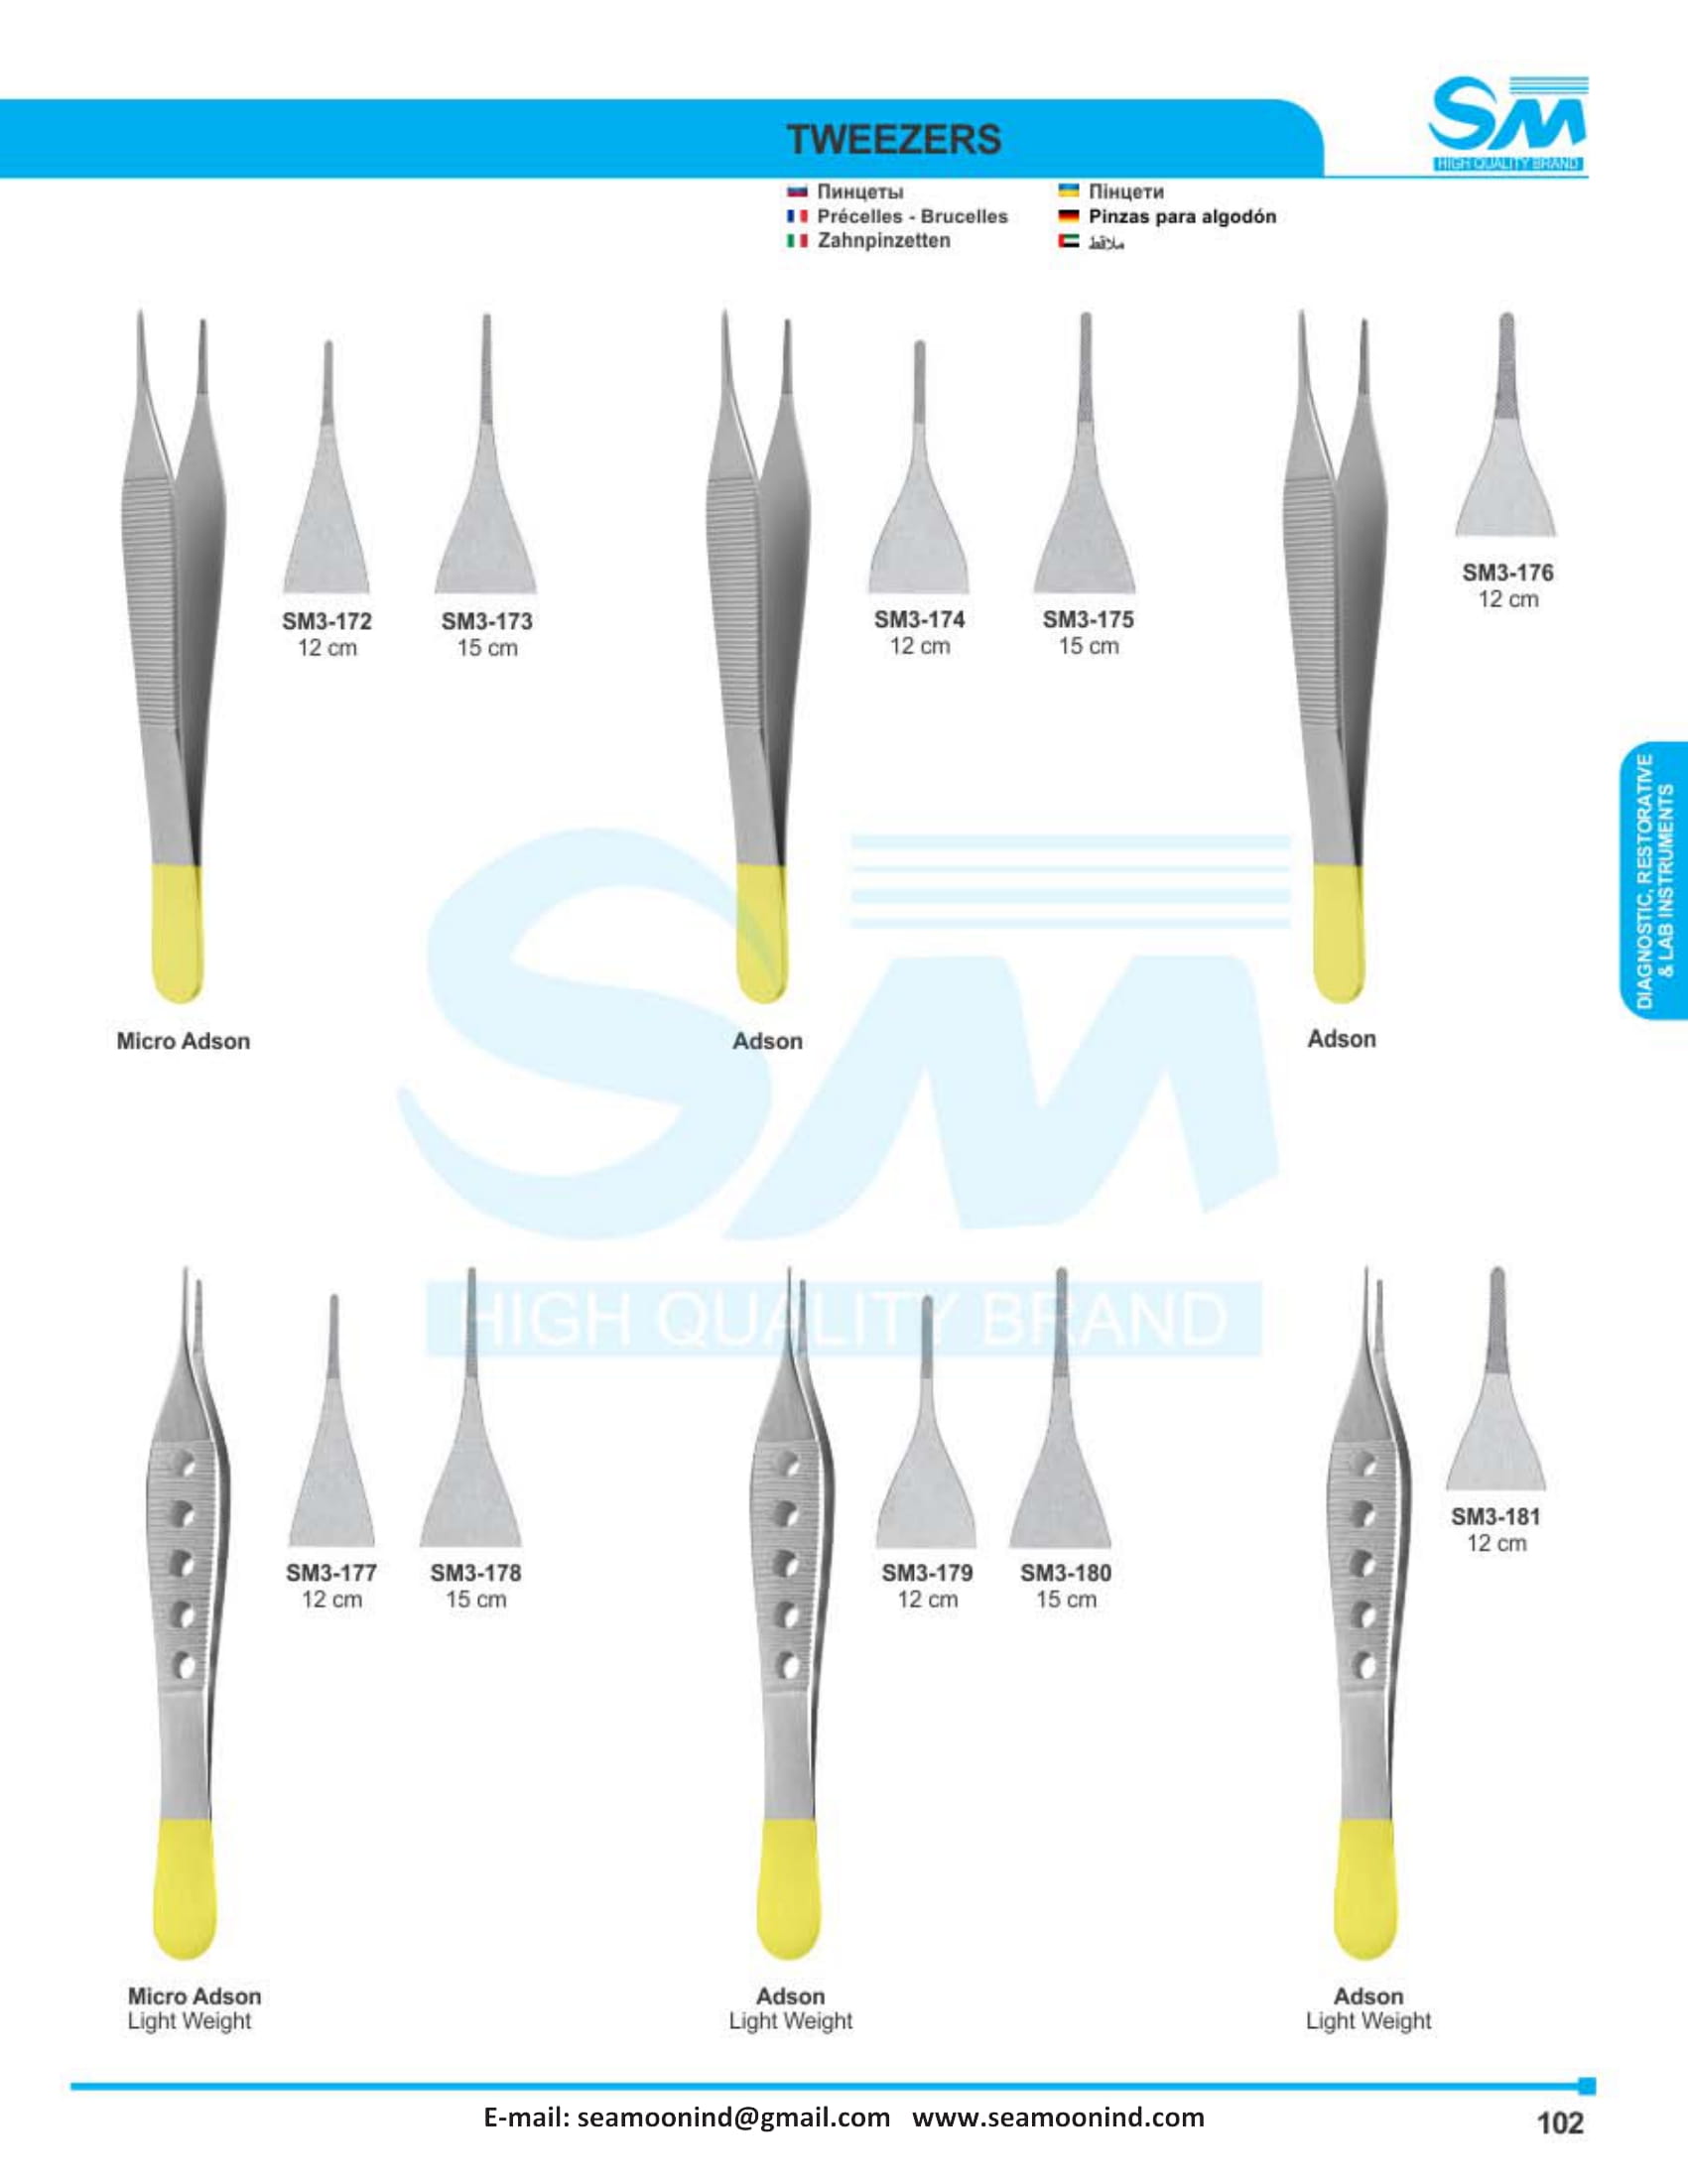 SM
HIGH QUALITY BRAND
TWEEZERS
Пинцеты
Précelles - Brucelles
Zahnpinzetten
Пінцети
Pinzas para algodón
ملاقط
SM3-172
12 cm
SM3-173
15 cm
SM3-174
12 cm
SM3-175
15 cm
SM3-176
12 cm
DIAGNOSTIC, RESTORATIVE
& LAB INSTRUMENTS
Micro Adson
Adson
Adson
SM
HIGH QUALITY BRAND
SM3-177
12 cm
SM3-178
15 cm
SM3-179
12 cm
SM3-180
15 cm
SM3-181
12 cm
Micro Adson
Light Weight
Adson
Light Weight
Adson
Light Weight
E-mail: seamoonind@gmail.com www.seamoonind.com
102